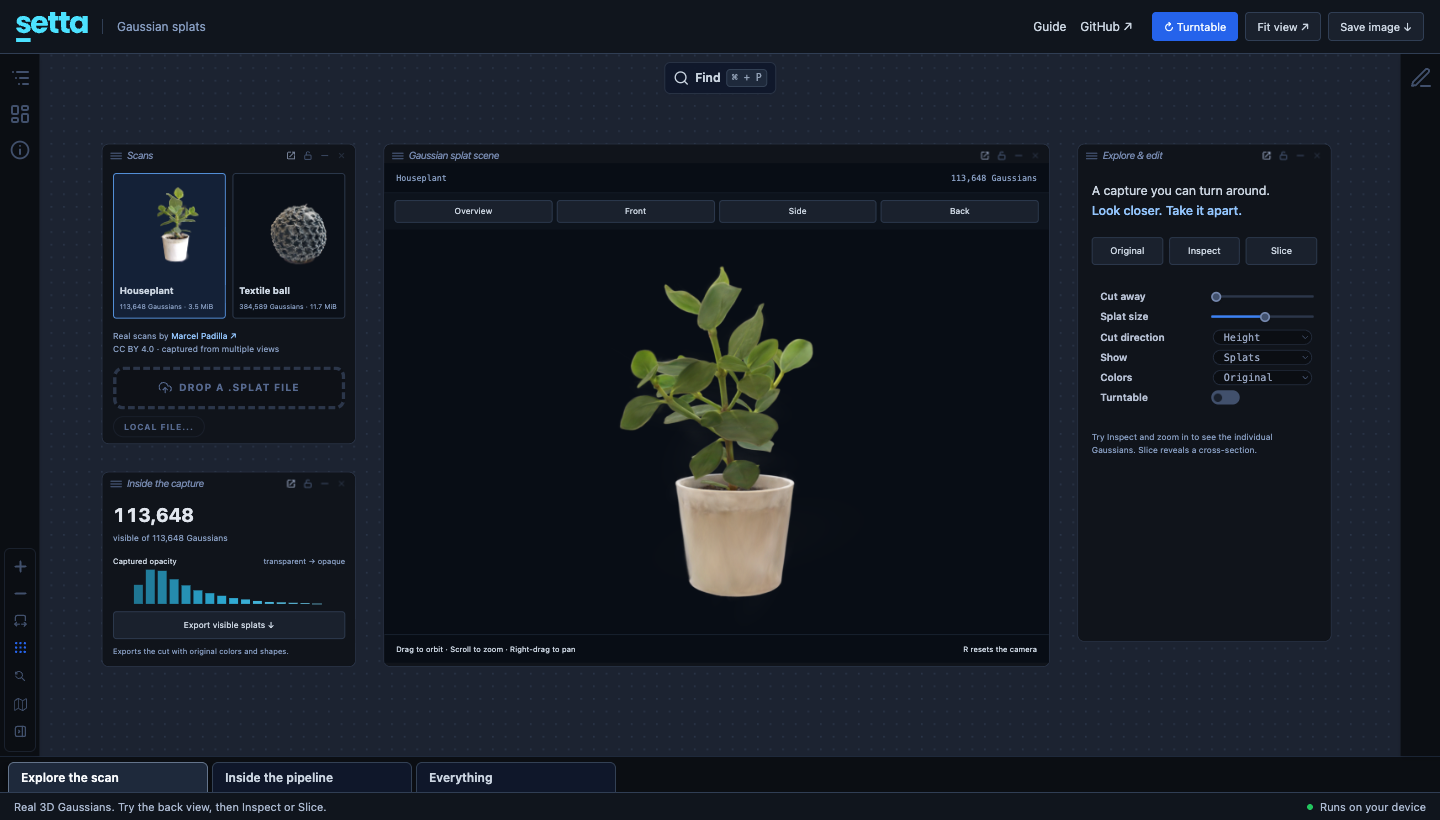 setta
Gaussian splats
Guide
GitHub ↗
↻ Turntable
Fit view ↗
Save image ↓
Find ⌘ + P
Scans
Houseplant
113,648 Gaussians · 3.5 MiB
Textile ball
384,589 Gaussians · 11.7 MiB
Real scans by Marcel Padilla ↗
CC BY 4.0 · captured from multiple views
DROP A .SPLAT FILE
LOCAL FILE...
Inside the capture
113,648
visible of 113,648 Gaussians
Captured opacity
transparent → opaque
Export visible splats ↓
Exports the cut with original colors and shapes.
Gaussian splat scene
Houseplant
113,648 Gaussians
Overview
Front
Side
Back
Drag to orbit · Scroll to zoom · Right-drag to pan
R resets the camera
Explore & edit
A capture you can turn around.
Look closer. Take it apart.
Original
Inspect
Slice
Cut away
Splat size
Cut direction Height
Show Splats
Colors Original
Turntable
Try Inspect and zoom in to see the individual
Gaussians. Slice reveals a cross-section.
Explore the scan
Inside the pipeline
Everything
Real 3D Gaussians. Try the back view, then Inspect or Slice.
Runs on your device